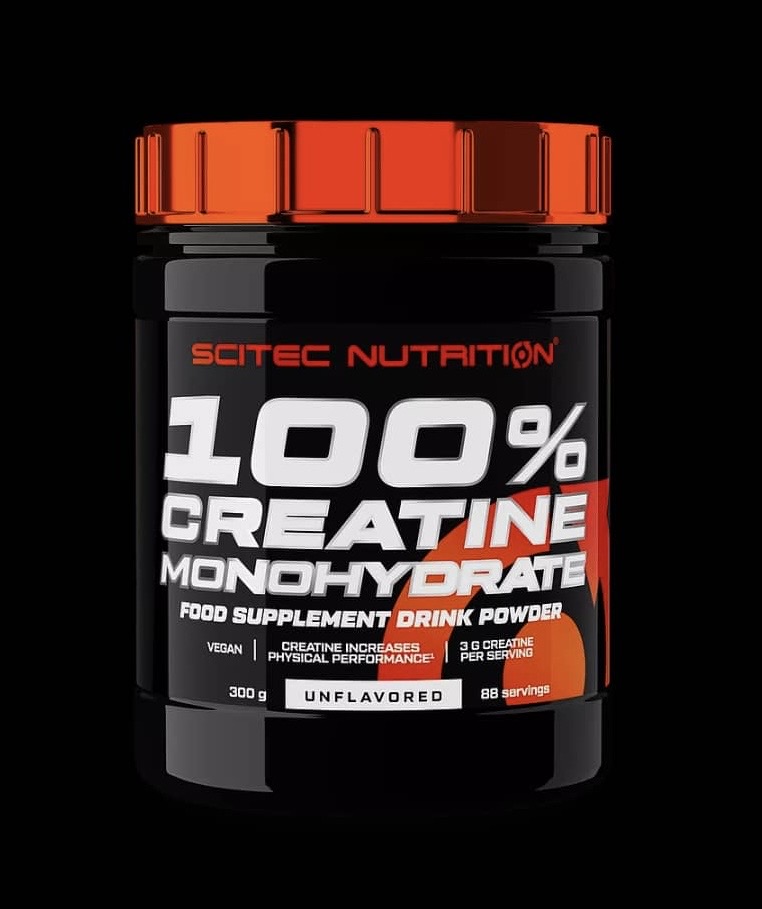 SCITEC NUTRITION®
100%
CREATINE
MONOHYDRATE
FOOD SUPPLEMENT DRINK POWDER
VEGAN
CREATINE INCREASES
PHYSICAL PERFORMANCE¹
3 G CREATINE
PER SERVING
300 g
UNFLAVORED
88 servings